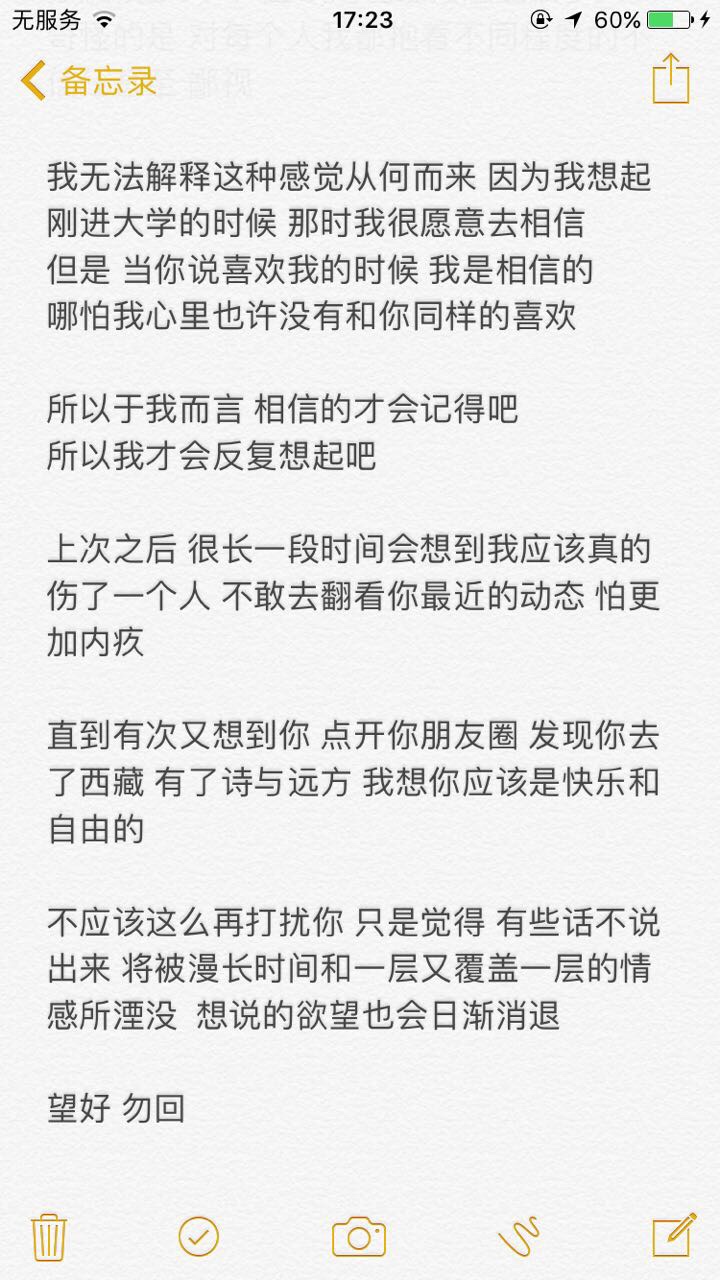 无服务 17:23 60%
备忘录
我无法解释这种感觉从何而来 因为我想起
刚进大学的时候 那时我很愿意去相信
但是 当你说喜欢我的时候 我是相信的
哪怕我心里也许没有和你同样的喜欢
所以于我而言 相信的才会记得吧
所以我才会反复想起吧
上次之后 很长一段时间会想到我应该真的
伤了一个人 不敢去翻看你最近的动态 怕更
加内疚
直到有次又想到你 点开你朋友圈 发现你去
了西藏 有了诗与远方 我想你应该是快乐和
自由的
不应该这么再打扰你 只是觉得 有些话不说
出来 将被漫长时间和一层又覆盖一层的情
感所湮没 想说的欲望也会日渐消退
望好 勿回